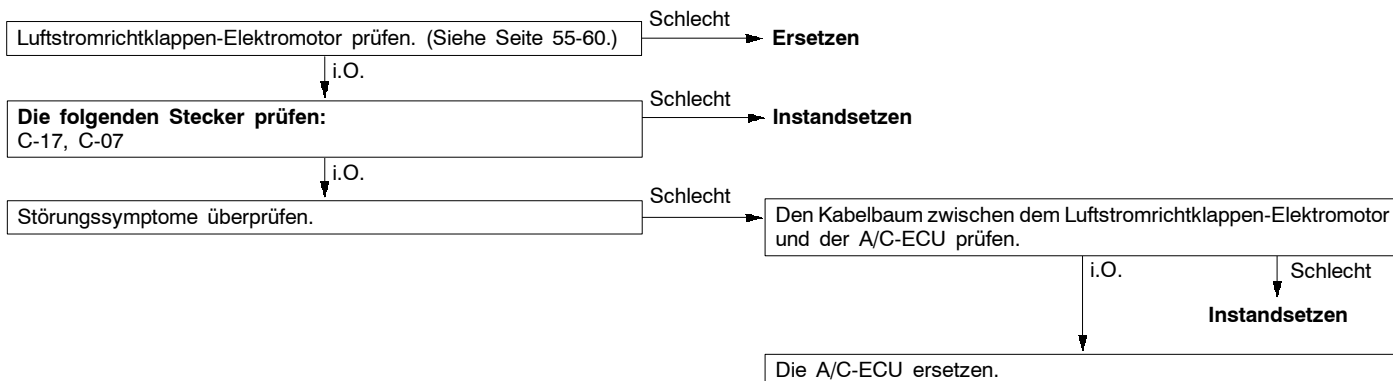 Luftstromrichtklappen-Elektromotor prüfen. (Siehe Seite 55-60.)
Schlecht
Ersetzen
i.O.
Die folgenden Stecker prüfen:
C-17, C-07
Schlecht
Instandsetzen
i.O.
Störungssymptome überprüfen.
Schlecht
Den Kabelbaum zwischen dem Luftstromrichtklappen-Elektromotor
und der A/C-ECU prüfen.
i.O.
Schlecht
Instandsetzen
Die A/C-ECU ersetzen.